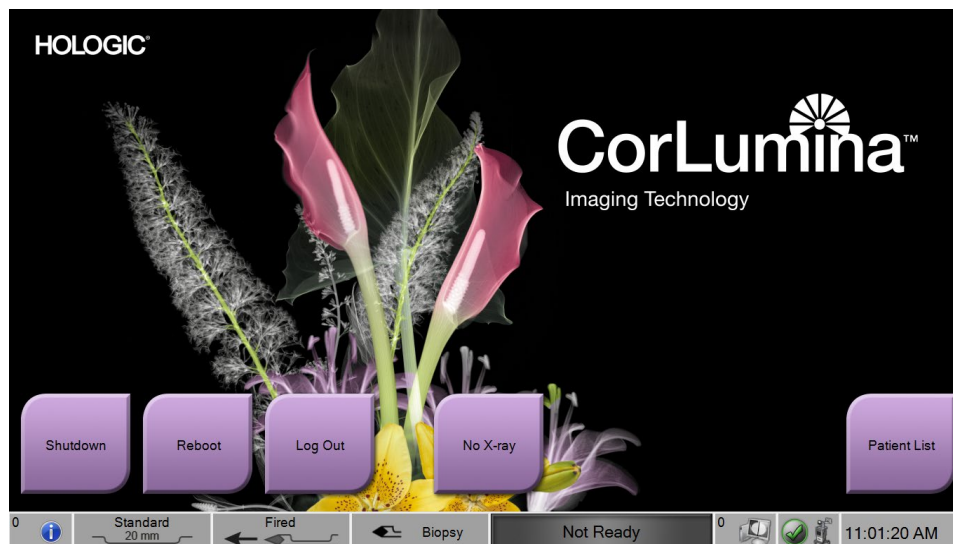 HOLOGIC®
CorLumina™
Imaging Technology
Shutdown
Reboot
Log Out
No X-ray
Patient List
0
Standard
20 mm
Fired
Biopsy
Not Ready
0
11:01:20 AM